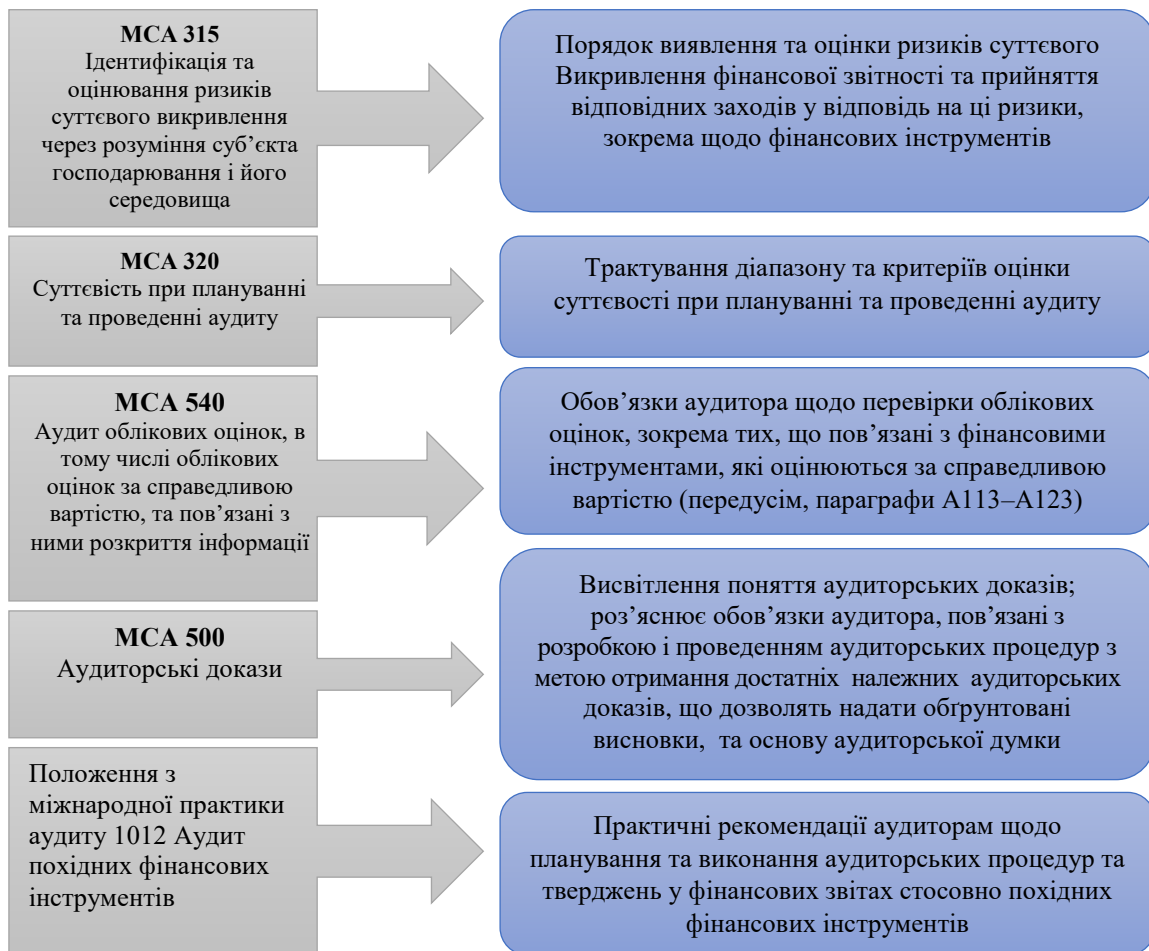 МСА 315
Ідентифікація та
оцінювання ризиків
суттєвого викривлення
через розуміння суб’єкта
господарювання і його
середовища
Порядок виявлення та оцінки ризиків суттєвого
Викривлення фінансової звітності та прийняття
відповідних заходів у відповідь на ці ризики,
зокрема щодо фінансових інструментів
МСА 320
Суттєвість при плануванні
та проведенні аудиту
Трактування діапазону та критеріїв оцінки
суттєвості при плануванні та проведенні аудиту
МСА 540
Аудит облікових оцінок, в
тому числі облікових
оцінок за справедливою
вартістю, та пов’язані з
ними розкриття інформації
Обов’язки аудитора щодо перевірки облікових
оцінок, зокрема тих, що пов’язані з фінансовими
інструментами, які оцінюються за справедливою
вартістю (передусім, параграфи А113–А123)
МСА 500
Аудиторські докази
Висвітлення поняття аудиторських доказів;
роз’яснює обов’язки аудитора, пов’язані з
розробкою і проведенням аудиторських процедур з
метою отримання достатніх належних аудиторських
доказів, що дозволять надати обґрунтовані
висновки, та основу аудиторської думки
Положення з
міжнародної практики
аудиту 1012 Аудит
похідних фінансових
інструментів
Практичні рекомендації аудиторам щодо
планування та виконання аудиторських процедур та
тверджень у фінансових звітах стосовно похідних
фінансових інструментів